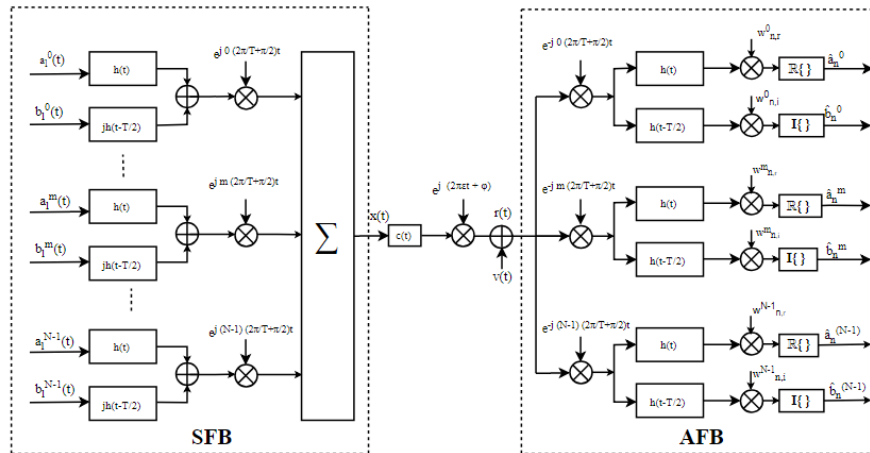 a_l^0(t)
h(t)
e^j 0 (2π/T+π/2)t
b_l^0(t)
jh(t-T/2)
a_l^m(t)
h(t)
e^j m (2π/T+π/2)t
b_l^m(t)
jh(t-T/2)
a_l^N-1(t)
h(t)
e^j (N-1) (2π/T+π/2)t
b_l^N-1(t)
jh(t-T/2)
SFB
∑
x(t)
c(t)
e^j (2πεt + φ)
r(t)
v(t)
e^-j 0 (2π/T+π/2)t
h(t)
w^0_n,r
ℝ{ }
â_n^0
h(t-T/2)
w^0_n,i
I{ }
b̂_n^0
e^-j m (2π/T+π/2)t
h(t)
w^m_n,r
ℝ{ }
â_n^m
h(t-T/2)
w^m_n,i
I{ }
b̂_n^m
e^-j (N-1) (2π/T+π/2)t
h(t)
w^N-1_n,r
ℝ{ }
â_n^(N-1)
h(t-T/2)
w^N-1_n,i
I{ }
b̂_n^(N-1)
AFB